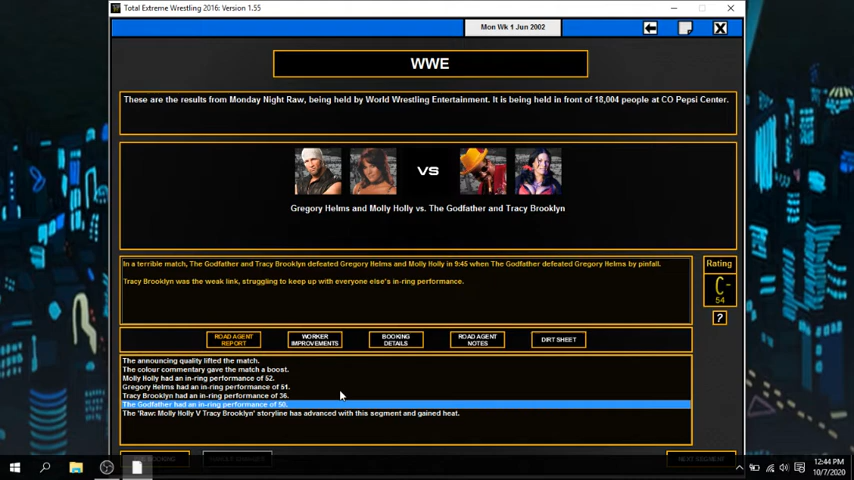 Total Extreme Wrestling 2016: Version 1.55
Mon Wk 1 Jun 2002
WWE
These are the results from Monday Night Raw, being held by World Wrestling Entertainment. It is being held in front of 18,004 people at CO Pepsi Center.
VS
Gregory Helms and Molly Holly vs. The Godfather and Tracy Brooklyn
In a terrible match, The Godfather and Tracy Brooklyn defeated Gregory Helms and Molly Holly in 9:45 when The Godfather defeated Gregory Helms by pinfall.
Tracy Brooklyn was the weak link, struggling to keep up with everyone else's in-ring performance.
Rating
C-
54
?
ROAD AGENT REPORT
WORKER IMPROVEMENTS
BOOKING DETAILS
ROAD AGENT NOTES
DIRT SHEET
The announcing quality lifted the match.
The colour commentary gave the match a boost.
Molly Holly had an in-ring performance of 52.
Gregory Helms had an in-ring performance of 51.
Tracy Brooklyn had an in-ring performance of 36.
The Godfather had an in-ring performance of 50.
The 'Raw: Molly Holly V Tracy Brooklyn' storyline has advanced with this segment and gained heat.
NEXT SEGMENT
12:44 PM
10/7/2020